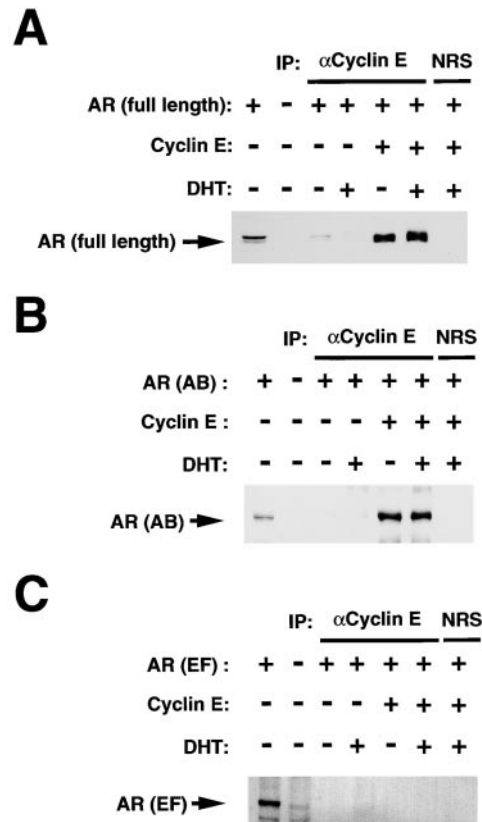 A
IP: αCyclin E NRS
AR (full length): + - + + + + +
Cyclin E: - - - - + + +
DHT: - - - + - + +
AR (full length)
B
IP: αCyclin E NRS
AR (AB) : + - + + + + +
Cyclin E : - - - - + + +
DHT: - - - + - + +
AR (AB)
C
IP: αCyclin E NRS
AR (EF) : + - + + + + +
Cyclin E: - - - - + + +
DHT: - - - + - + +
AR (EF)